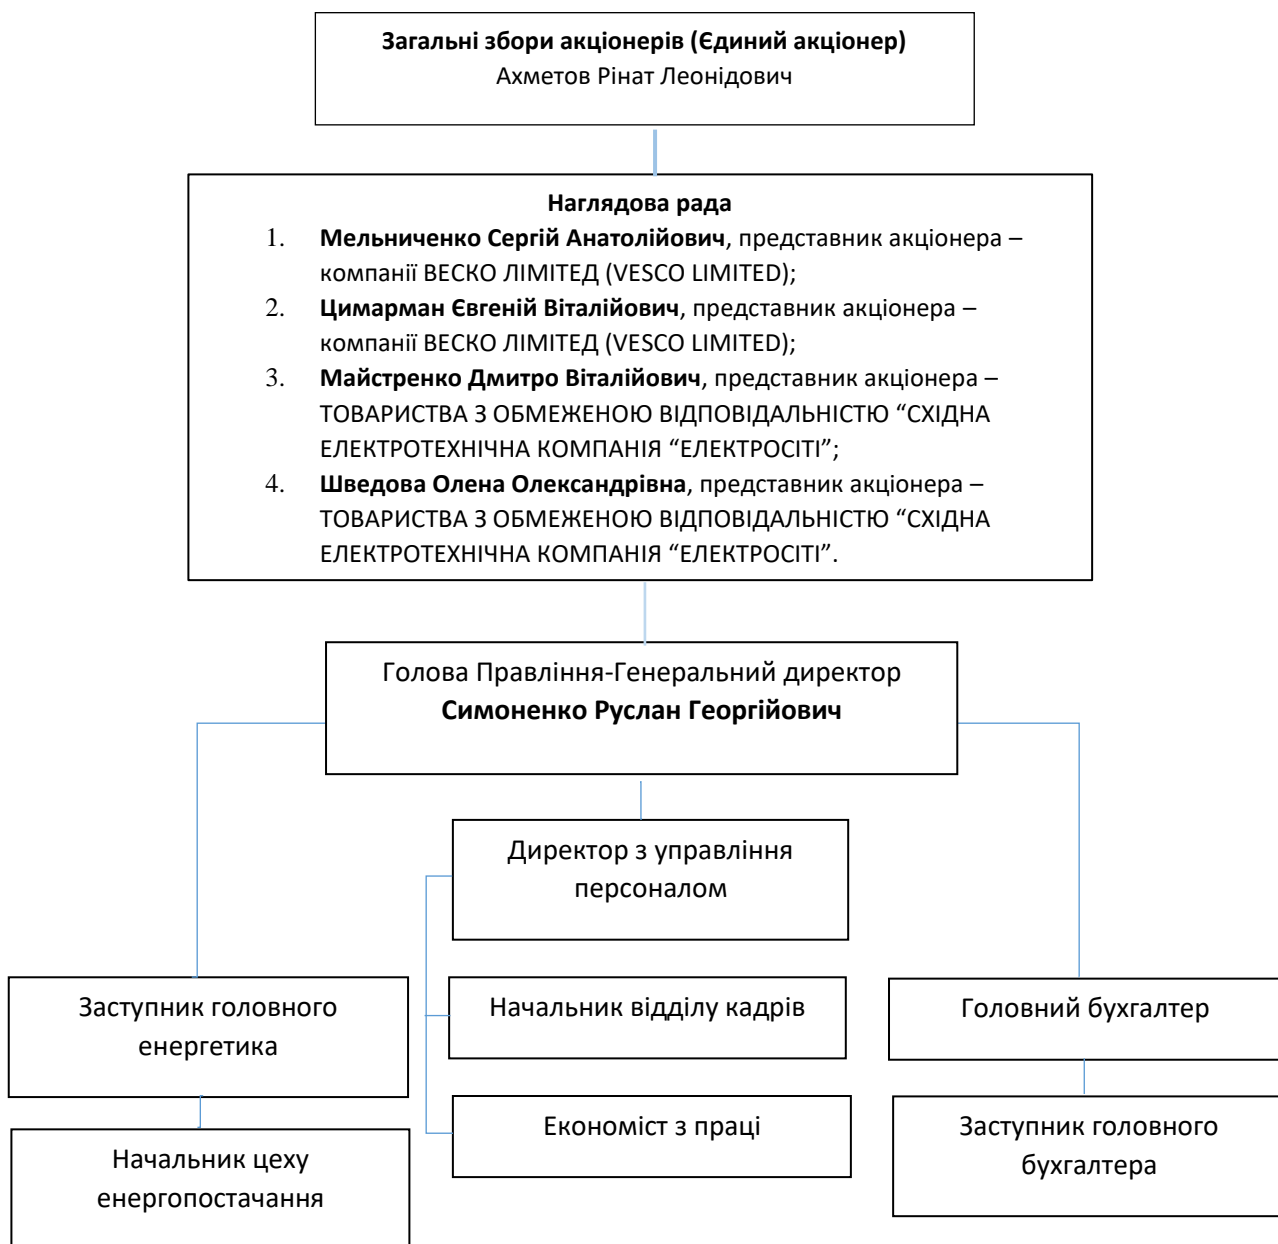 Загальні збори акціонерів (Єдиний акціонер)
Ахметов Рінат Леонідович
Наглядова рада
1. Мельниченко Сергій Анатолійович, представник акціонера –
компанії ВЕСКО ЛІМІТЕД (VESCO LIMITED);
2. Цимарман Євгеній Віталійович, представник акціонера –
компанії ВЕСКО ЛІМІТЕД (VESCO LIMITED);
3. Майстренко Дмитро Віталійович, представник акціонера –
ТОВАРИСТВА З ОБМЕЖЕНОЮ ВІДПОВІДАЛЬНІСТЮ “СХІДНА
ЕЛЕКТРОТЕХНІЧНА КОМПАНІЯ “ЕЛЕКТРОСІТІ”;
4. Шведова Олена Олександрівна, представник акціонера –
ТОВАРИСТВА З ОБМЕЖЕНОЮ ВІДПОВІДАЛЬНІСТЮ “СХІДНА
ЕЛЕКТРОТЕХНІЧНА КОМПАНІЯ “ЕЛЕКТРОСІТІ”.
Голова Правління-Генеральний директор
Симоненко Руслан Георгійович
Директор з управління
персоналом
Заступник головного
енергетика
Начальник відділу кадрів
Головний бухгалтер
Начальник цеху
енергопостачання
Економіст з праці
Заступник головного
бухгалтера